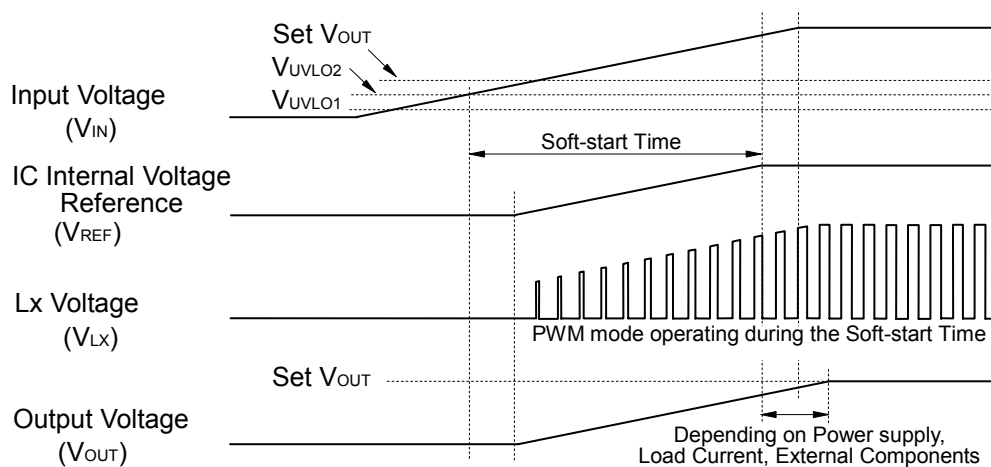 Set VOUT
VUVLO2
VUVLO1
Input Voltage
(VIN)
Soft-start Time
IC Internal Voltage
Reference
(VREF)
Lx Voltage
(VLX)
PWM mode operating during the Soft-start Time
Set VOUT
Output Voltage
(VOUT)
Depending on Power supply,
Load Current, External Components